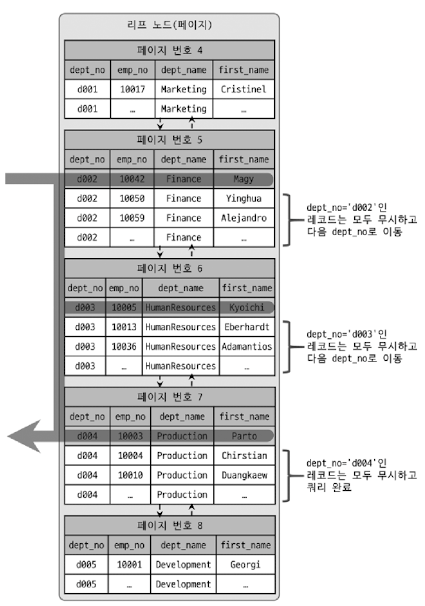 리프 노드(페이지)
페이지 번호 4
dept_no emp_no dept_name first_name
d001 10017 Marketing Cristinel
d001 … Marketing …
페이지 번호 5
dept_no emp_no dept_name first_name
d002 10042 Finance Magy
d002 10050 Finance Yinghua
d002 10059 Finance Alejandro
d002 … Finance …
dept_no='d002'인
레코드는 모두 무시하고
다음 dept_no로 이동
페이지 번호 6
dept_no emp_no dept_name first_name
d003 10005 HumanResources Kyoichi
d003 10013 HumanResources Eberhardt
d003 10036 HumanResources Adamantios
d003 … HumanResources …
dept_no='d003'인
레코드는 모두 무시하고
다음 dept_no로 이동
페이지 번호 7
dept_no emp_no dept_name first_name
d004 10003 Production Parto
d004 10004 Production Chirstian
d004 10010 Production Duangkaew
d004 … Production …
dept_no='d004'인
레코드는 모두 무시하고
쿼리 완료
페이지 번호 8
dept_no emp_no dept_name first_name
d005 10001 Development Georgi
d005 … Development …